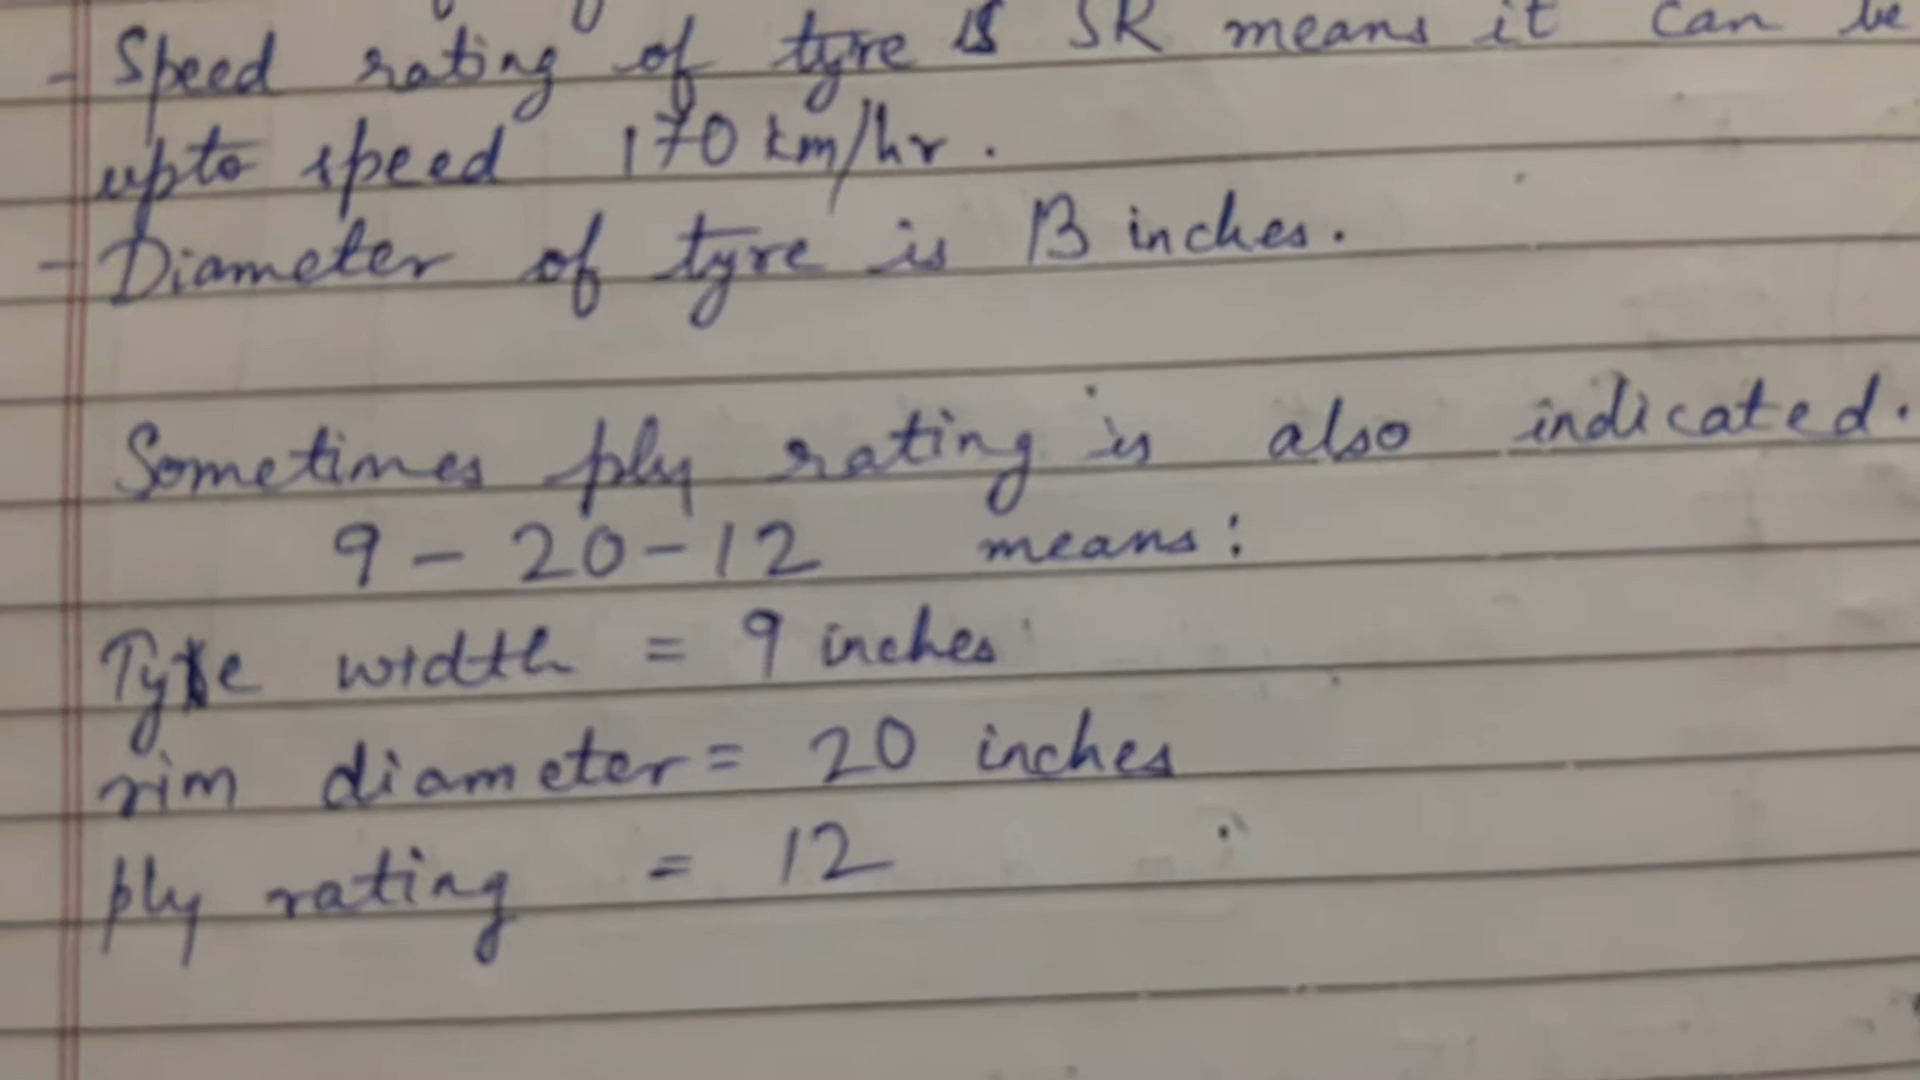 - Speed rating of tyre is SR means it can be
upto speed 170 km/hr.
- Diameter of tyre is 13 inches.
Sometimes ply rating is also indicated.
9 - 20 - 12 means:
Tyre width = 9 inches
rim diameter = 20 inches
ply rating = 12